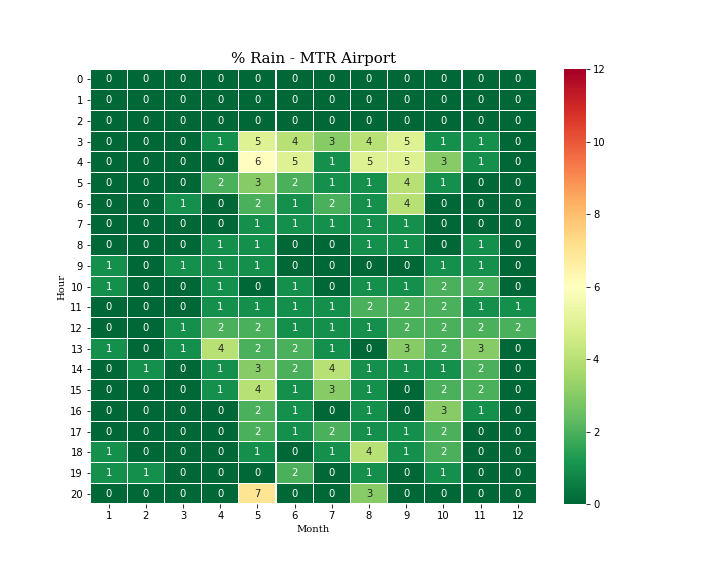 % Rain - MTR Airport
12
0 0 0 0 0 0 0 0 0 0 0 0 0
1 0 0 0 0 0 0 0 0 0 0 0 0
2 0 0 0 0 0 0 0 0 0 0 0 0
10
3 0 0 0 1 5 4 3 4 5 1 1 0
4 0 0 0 0 6 5 1 5 5 3 1 0
5 0 0 0 2 3 2 1 1 4 1 0 0
8
6 0 0 1 0 2 1 2 1 4 0 0 0
7 0 0 0 0 1 1 1 1 1 0 0 0
8 0 0 0 1 1 0 0 1 1 0 1 0
9 1 0 1 1 1 0 0 0 0 1 1 0
Hour
10 1 0 0 1 0 1 0 1 1 2 2 0
6
11 0 0 0 1 1 1 1 2 2 2 1 1
12 0 0 1 2 2 1 1 1 2 2 2 2
13 1 0 1 4 2 2 1 0 3 2 3 0
4
14 0 1 0 1 3 2 4 1 1 1 2 0
15 0 0 0 1 4 1 3 1 0 2 2 0
16 0 0 0 0 2 1 0 1 0 3 1 0
17 0 0 0 0 2 1 2 1 1 2 0 0
2
18 1 0 0 0 1 0 1 4 1 2 0 0
19 1 1 0 0 0 2 0 1 0 1 0 0
20 0 0 0 0 7 0 0 3 0 0 0 0
0
1 2 3 4 5 6 7 8 9 10 11 12
Month